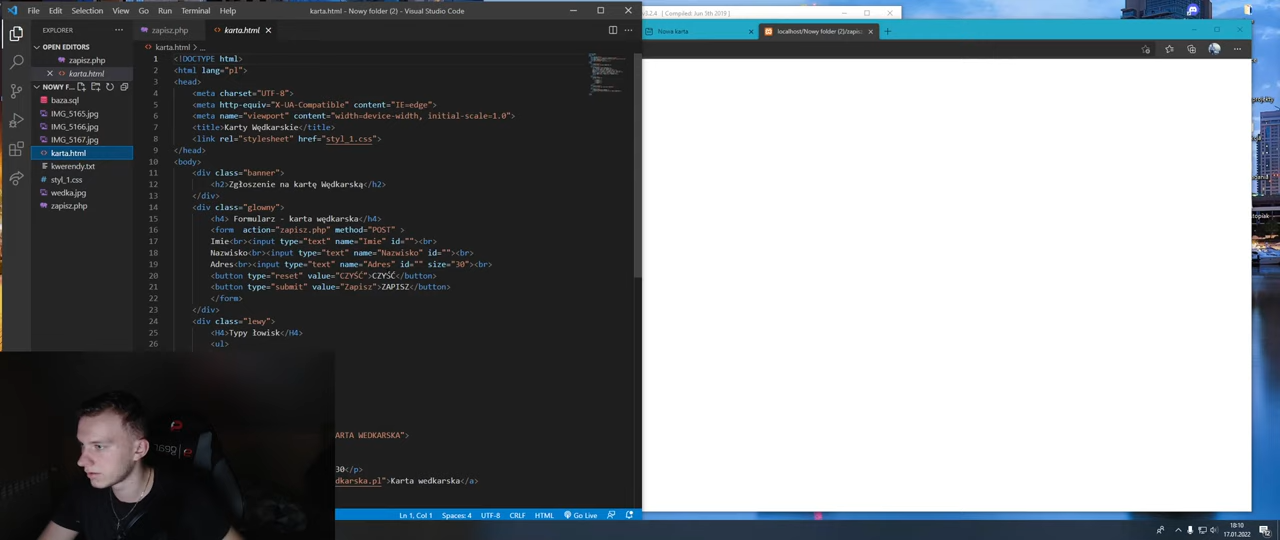 File Edit Selection View Go Run Terminal Help
karta.html - Nowy folder (2) - Visual Studio Code
3.2.4 [ Compiled: Jun 5th 2019 ]
EXPLORER
OPEN EDITORS
zapisz.php
karta.html
baza.sql
IMG_5165.jpg
IMG_5166.jpg
IMG_5167.jpg
karta.html
kwerendy.txt
styl_1.css
wedka.jpg
zapisz.php
zapisz.php
karta.html
karta.html > ...
1 <!DOCTYPE html>
2 <html lang="pl">
3 <head>
4 <meta charset="UTF-8">
5 <meta http-equiv="X-UA-Compatible" content="IE=edge">
6 <meta name="viewport" content="width=device-width, initial-scale=1.0">
7 <title>Karty Wędkarskie</title>
8 <link rel="stylesheet" href="styl_1.css">
9 </head>
10 <body>
11 <div class="banner">
12 <h2>Zgłoszenie na kartę Wędkarską</h2>
13 </div>
14 <div class="glowny">
15 <h4> Formularz - karta wędkarska</h4>
16 <form action="zapisz.php" method="POST" >
17 Imie<br><input type="text" name="Imie" id=""><br>
18 Nazwisko<br><input type="text" name="Nazwisko" id=""><br>
19 Adres<br><input type="text" name="Adres" id="" size="30"><br>
20 <button type="reset" value="CZYŚĆ">CZYŚĆ</button>
21 <button type="submit" value="Zapisz">ZAPISZ</button>
22 </form>
23 </div>
24 <div class="lewy">
25 <H4>Typy łowisk</H4>
26 <ul>
ARTA WEDKARSKA">
30</p>
dkarska.pl">Karta wedkarska</a>
Ln 1, Col 1 Spaces: 4 UTF-8 CRLF HTML Go Live
Nowa karta
localhost/Nowy folder (2)/zapis
18:10
17.01.2022